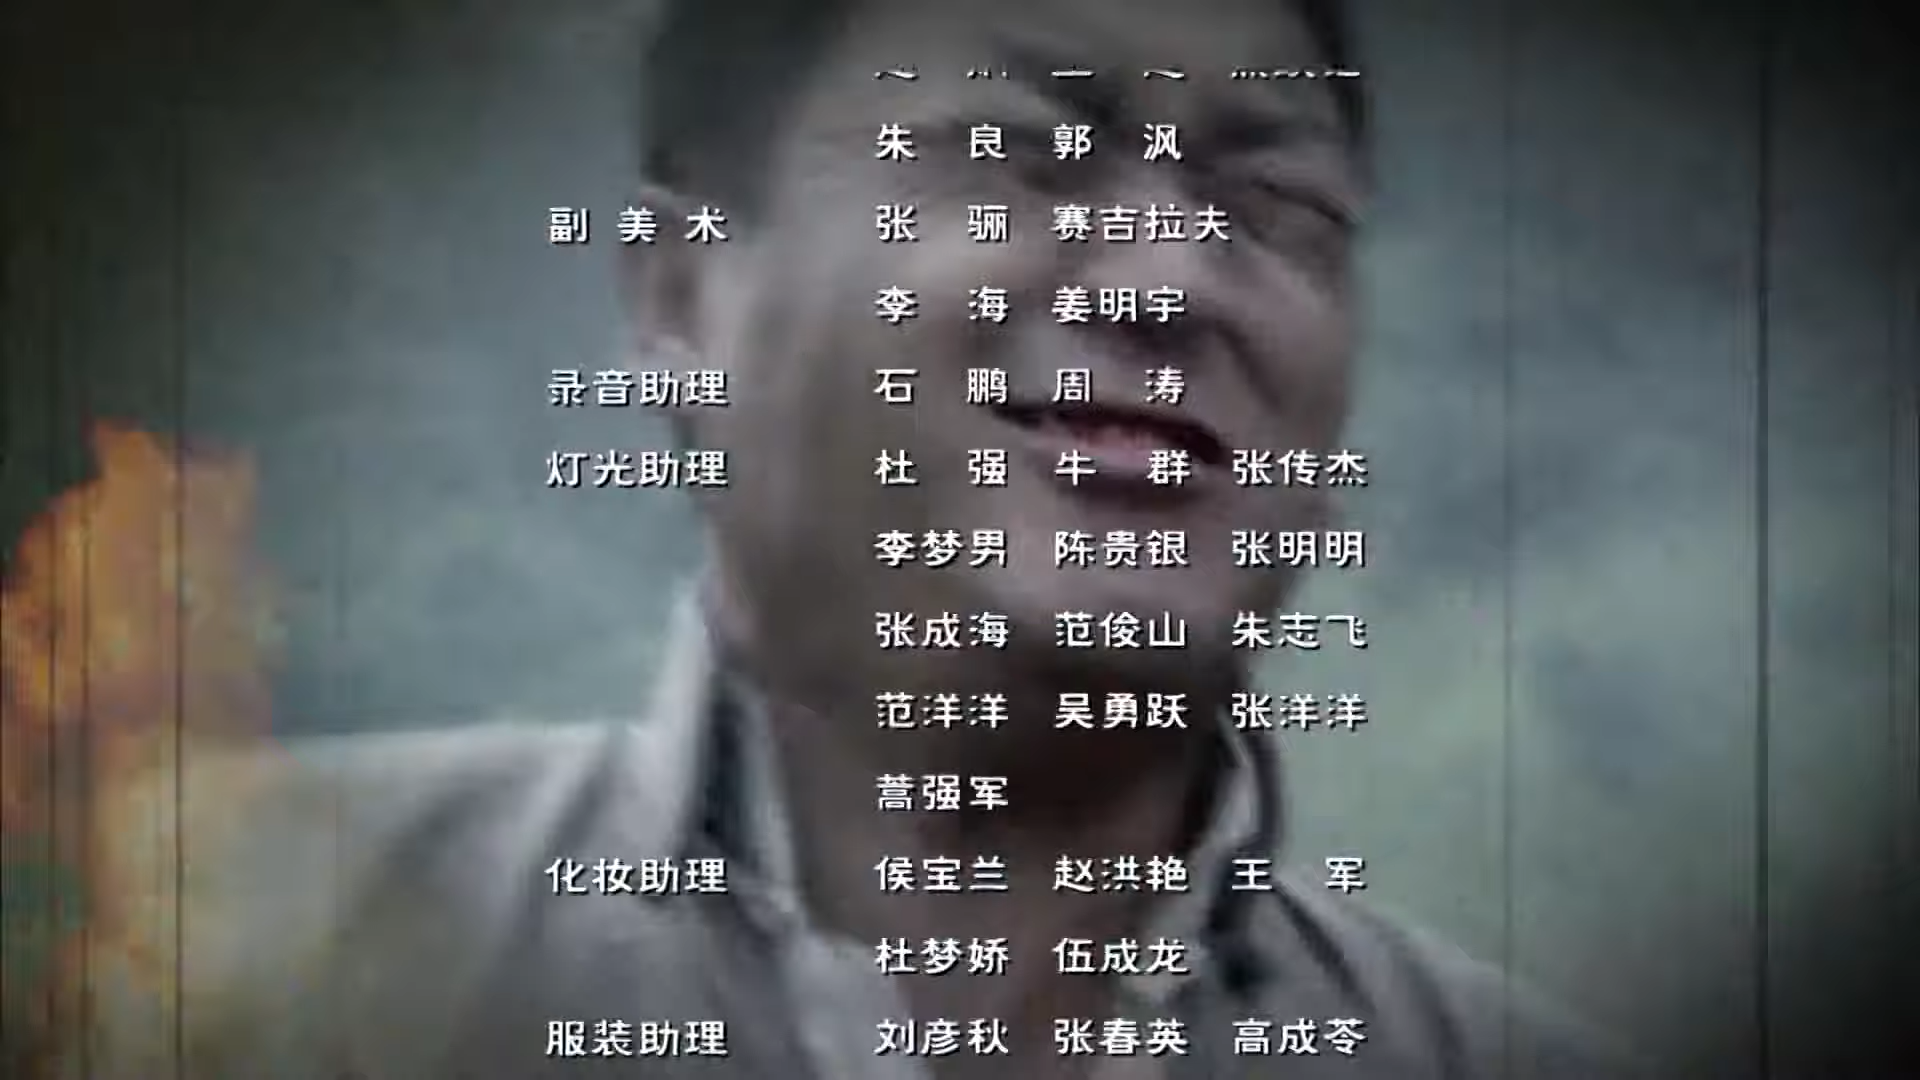 朱 良 郭 沨
副美术 张 骊 赛吉拉夫
李 海 姜明宇
录音助理 石 鹏 周 涛
灯光助理 杜 强 牛 群 张传杰
李梦男 陈贵银 张明明
张成海 范俊山 朱志飞
范洋洋 吴勇跃 张洋洋
蒿强军
化妆助理 侯宝兰 赵洪艳 王 军
杜梦娇 伍成龙
服装助理 刘彦秋 张春英 高成苓